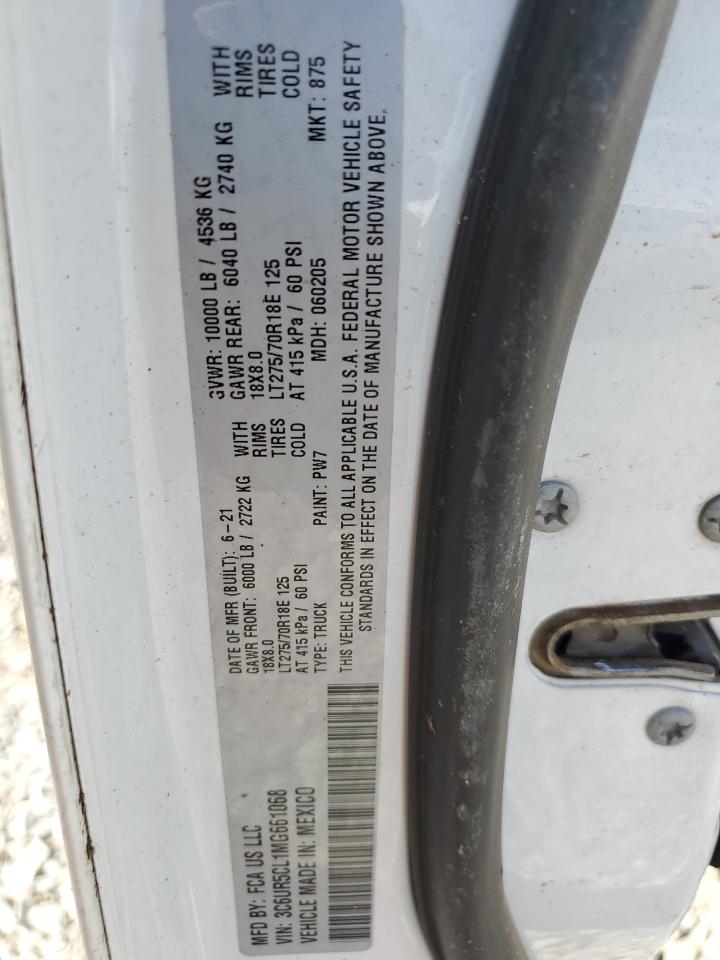 MFD BY: FCA US LLC
DATE OF MFR (BUILT): 6-21
GVWR: 10000 LB / 4536 KG
GAWR FRONT: 6000 LB / 2722 KG WITH
GAWR REAR: 6040 LB / 2740 KG WITH
18X8.0 RIMS
18X8.0 RIMS
LT275/70R18E 125 TIRES
LT275/70R18E 125 TIRES
AT 415 kPa / 60 PSI COLD
AT 415 kPa / 60 PSI COLD
VIN: 3C6UR5CL1MG661068
TYPE: TRUCK PAINT: PW7 MDH: 060205 MKT: 875
VEHICLE MADE IN: MEXICO
THIS VEHICLE CONFORMS TO ALL APPLICABLE U.S.A. FEDERAL MOTOR VEHICLE SAFETY
STANDARDS IN EFFECT ON THE DATE OF MANUFACTURE SHOWN ABOVE,